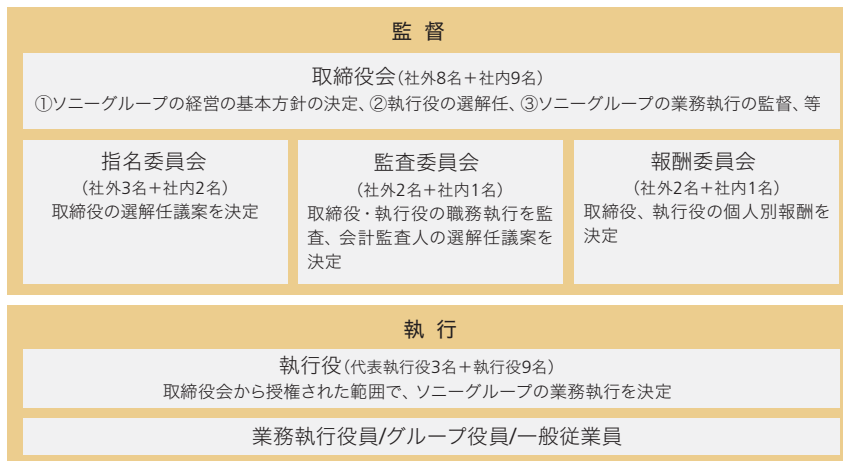 監 督
取締役会(社外8名＋社内9名)
①ソニーグループの経営の基本方針の決定、②執行役の選解任、③ソニーグループの業務執行の監督、等
指名委員会
(社外3名＋社内2名)
取締役の選解任議案を決定
監査委員会
(社外2名＋社内1名)
取締役・執行役の職務執行を監
査、会計監査人の選解任議案を
決定
報酬委員会
(社外2名＋社内1名)
取締役、執行役の個人別報酬を
決定
執 行
執行役(代表執行役3名＋執行役9名)
取締役会から授権された範囲で、ソニーグループの業務執行を決定
業務執行役員/グループ役員/一般従業員